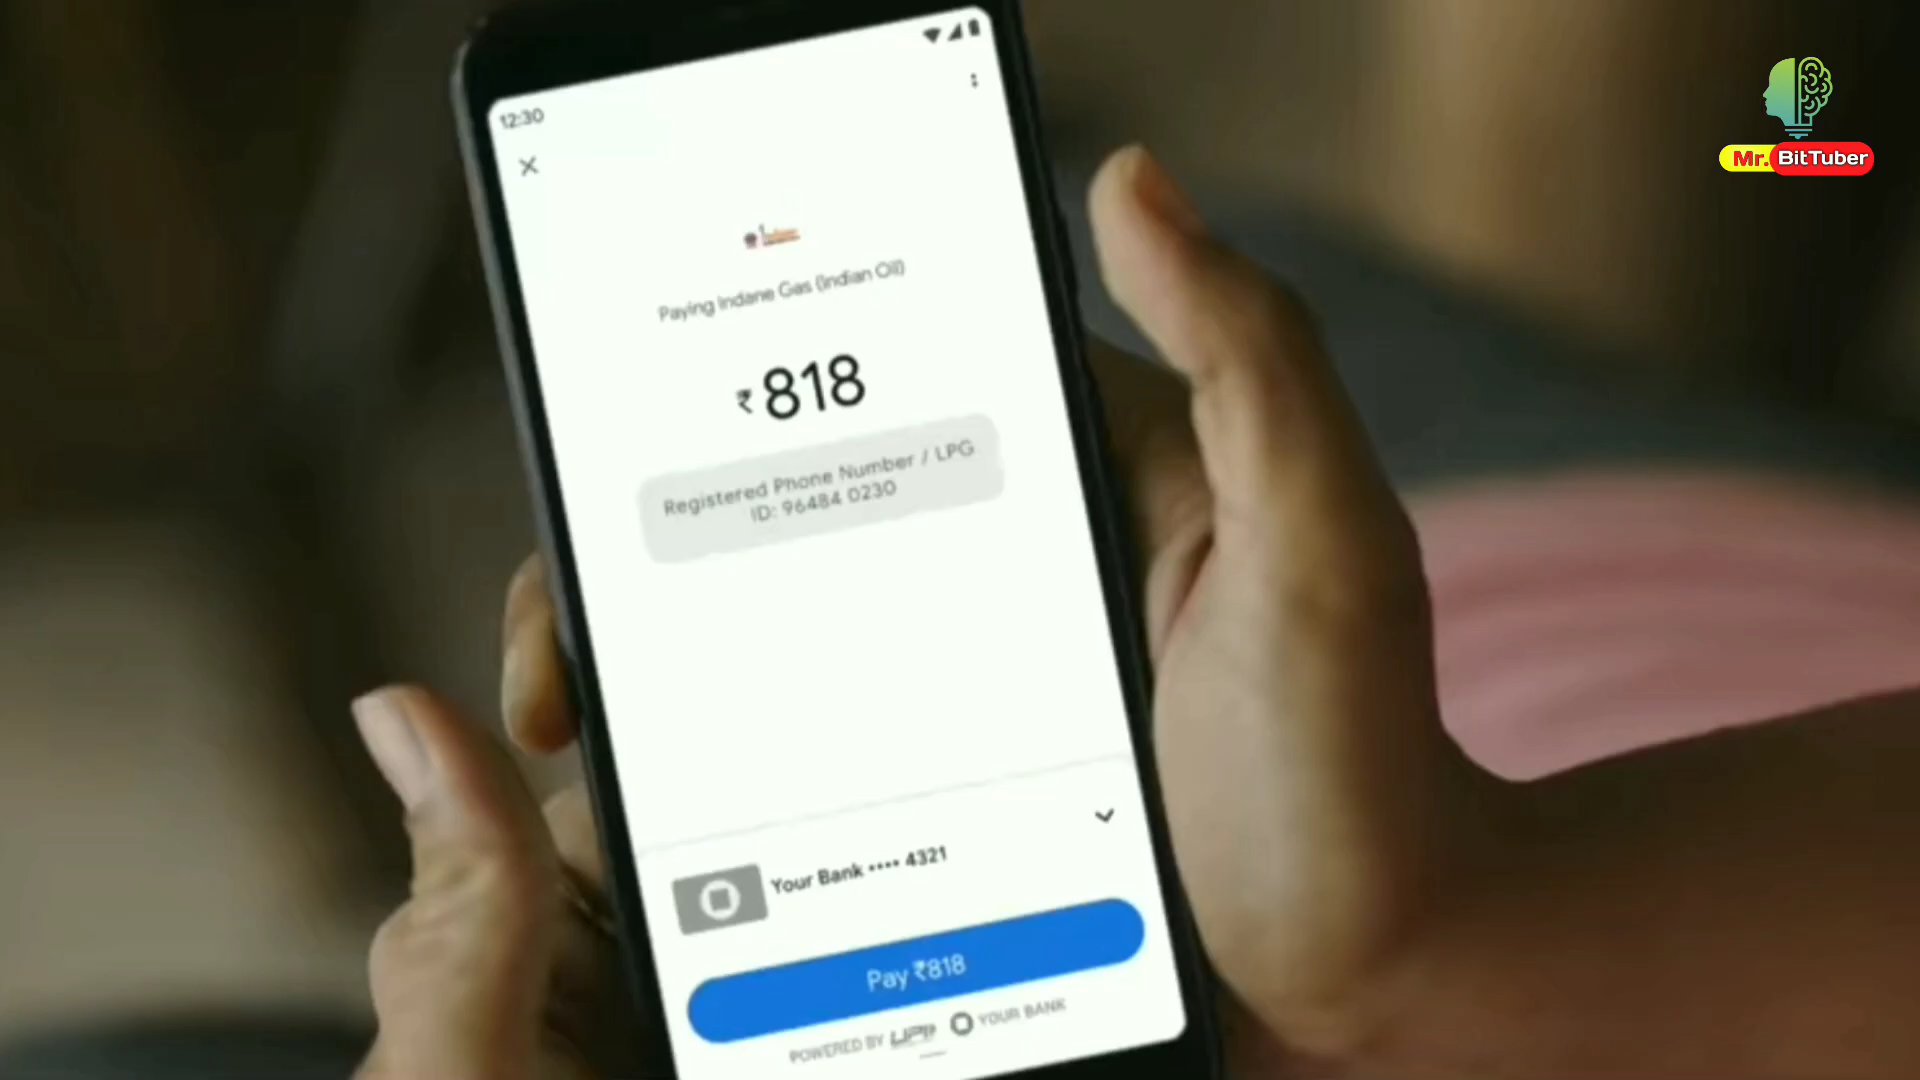 Mr. BitTuber
12:30
Paying Indane Gas (Indian Oil)
₹818
Registered Phone Number / LPG
ID: 96484 0230
Your Bank •••• 4321
Pay ₹818
POWERED BY UPI YOUR BANK